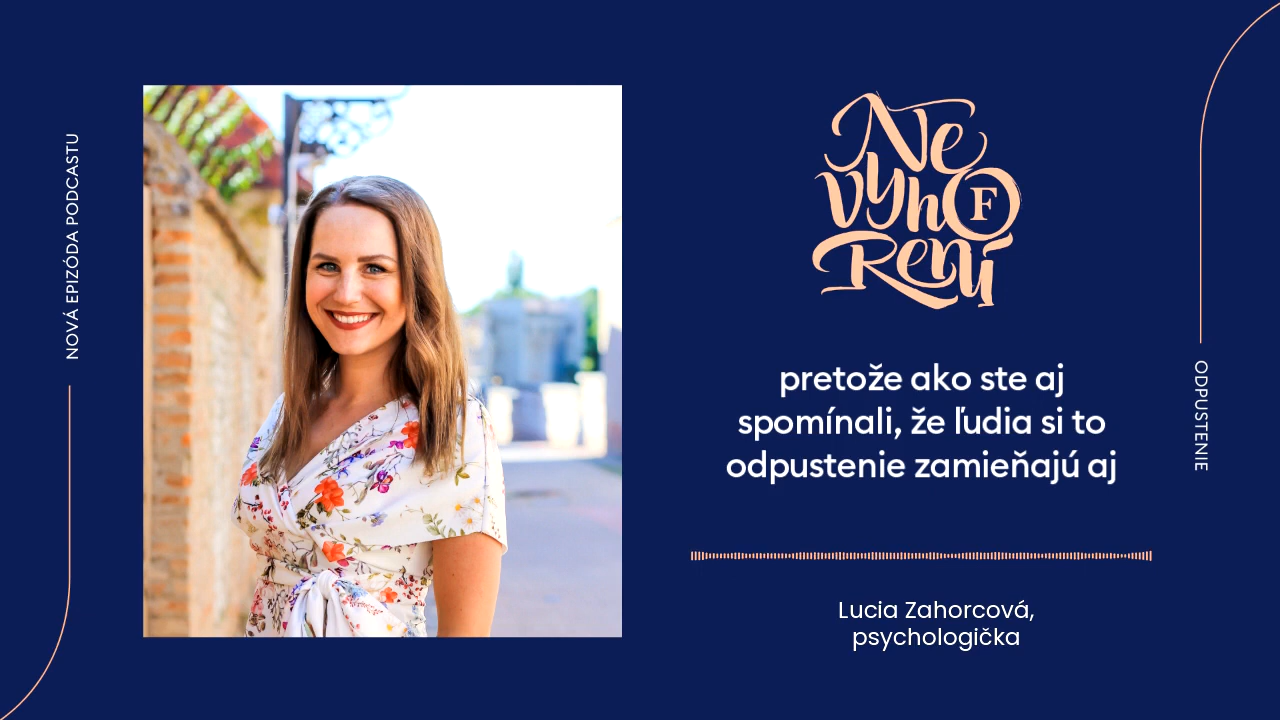 NOVÁ EPIZÓDA PODCASTU
Ne
vyhO
F
Rení
pretože ako ste aj
spomínali, že ľudia si to
odpustenie zamieňajú aj
ODPUSTENIE
Lucia Zahorcová,
psychologička